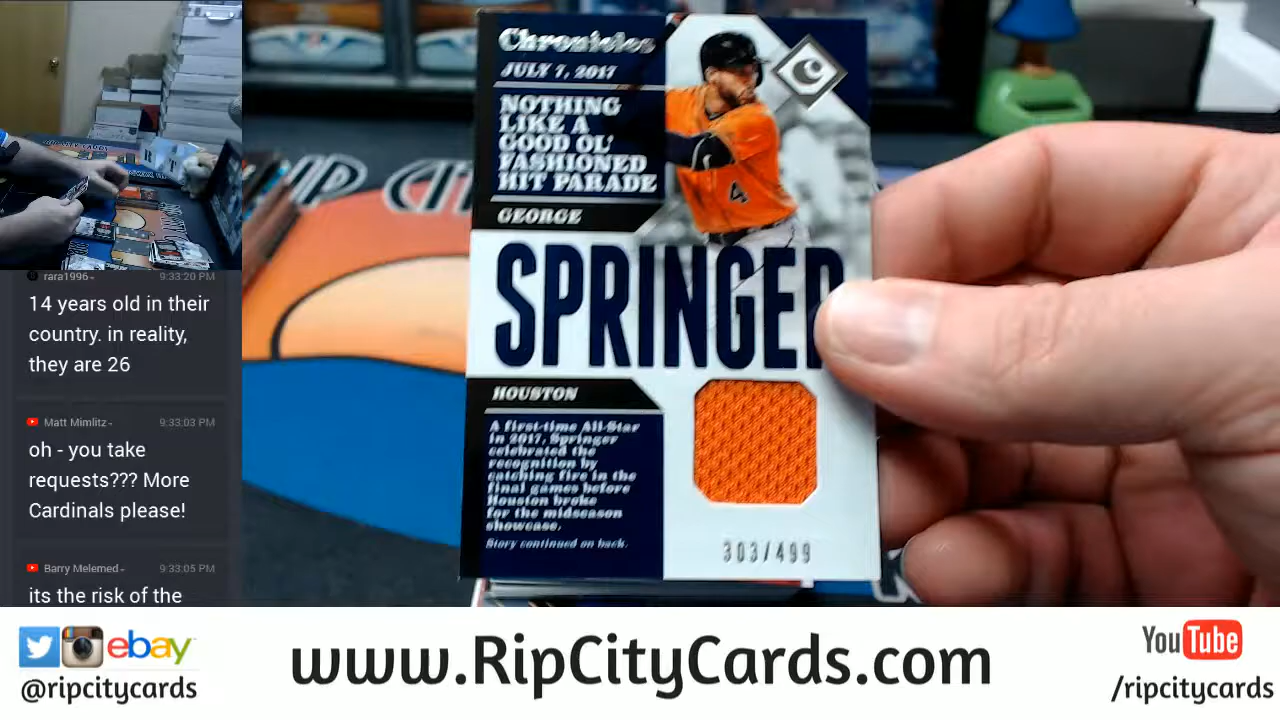 Chronicles
JULY 7, 2017
NOTHING
LIKE A
GOOD OL'
FASHIONED
HIT PARADE
4
GEORGE
SPRINGER
HOUSTON
A first-time All-Star
in 2017, Springer
celebrated the
recognition by
catching fire in the
final games before
Houston broke
for the midseason
showcase.
Story continued on back.
303/499
rara1996 - 9:33:20 PM
14 years old in their
country. in reality,
they are 26
Matt Mimlitz - 9:33:03 PM
oh - you take
requests??? More
Cardinals please!
Barry Melemed - 9:33:05 PM
its the risk of the
ebay
@ripcitycards
www.RipCityCards.com
YouTube
/ripcitycards